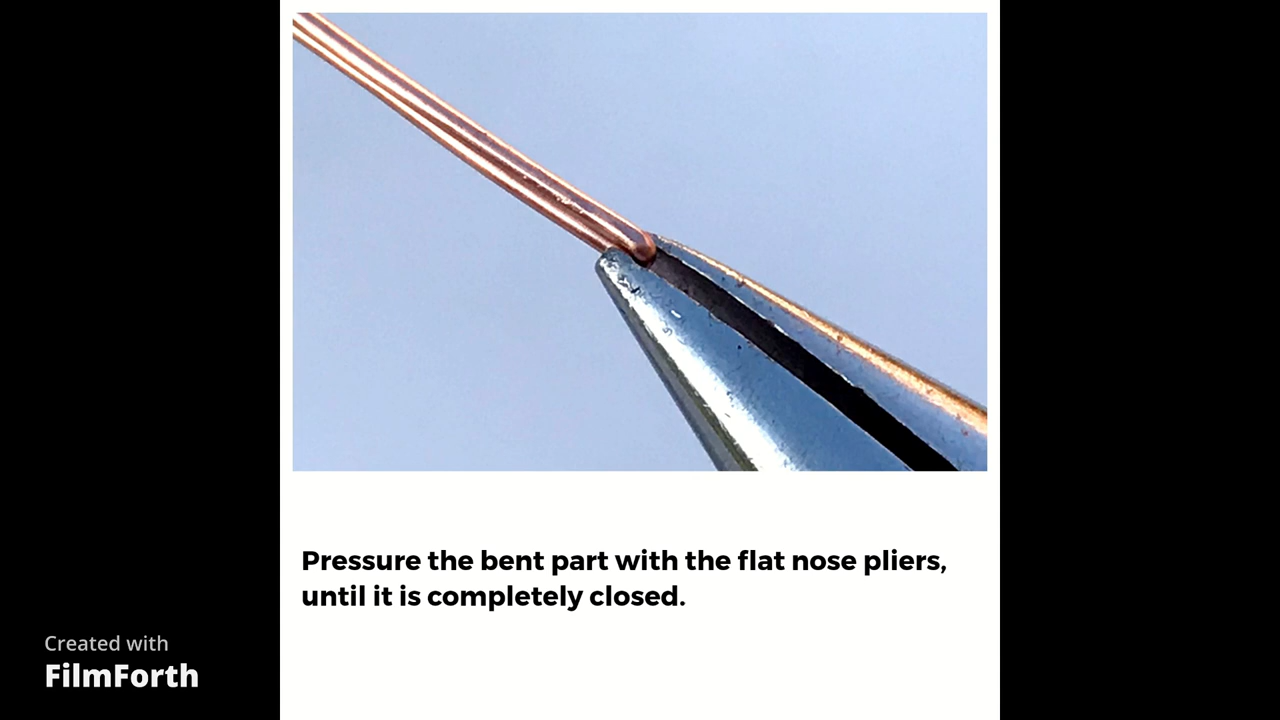 Pressure the bent part with the flat nose pliers,
until it is completely closed.
Created with
FilmForth